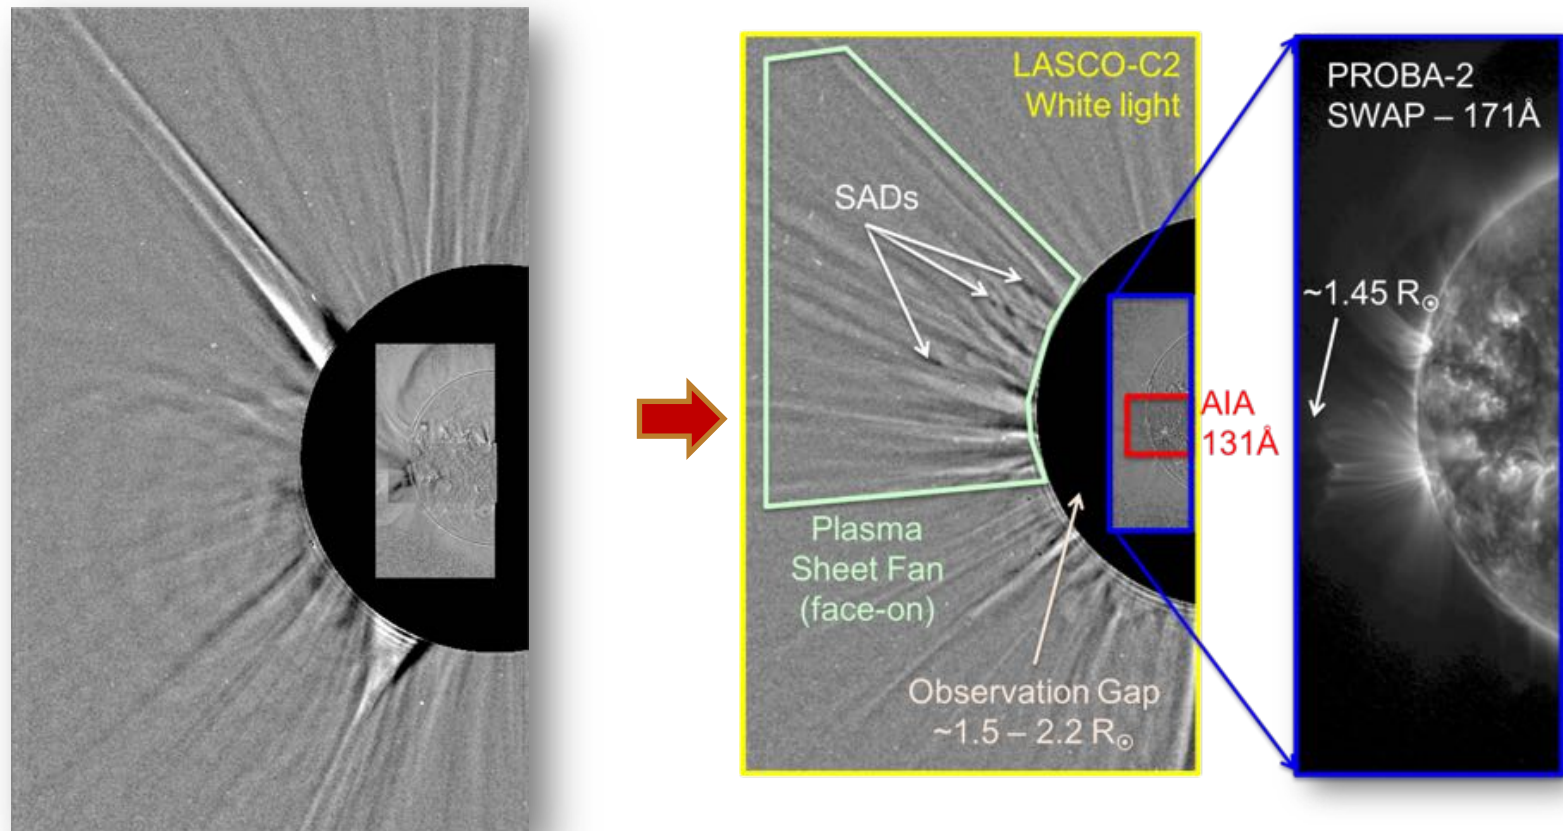 LASCO-C2
White light
SADs
Plasma
Sheet Fan
(face-on)
Observation Gap
~1.5 – 2.2 R☉
AIA
131Å
PROBA-2
SWAP – 171Å
~1.45 R☉